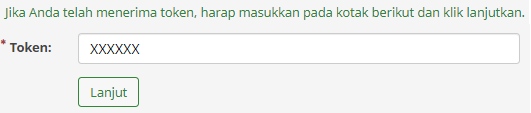 Jika Anda telah menerima token, harap masukkan pada kotak berikut dan klik lanjutkan.
* Token: XXXXXX
Lanjut